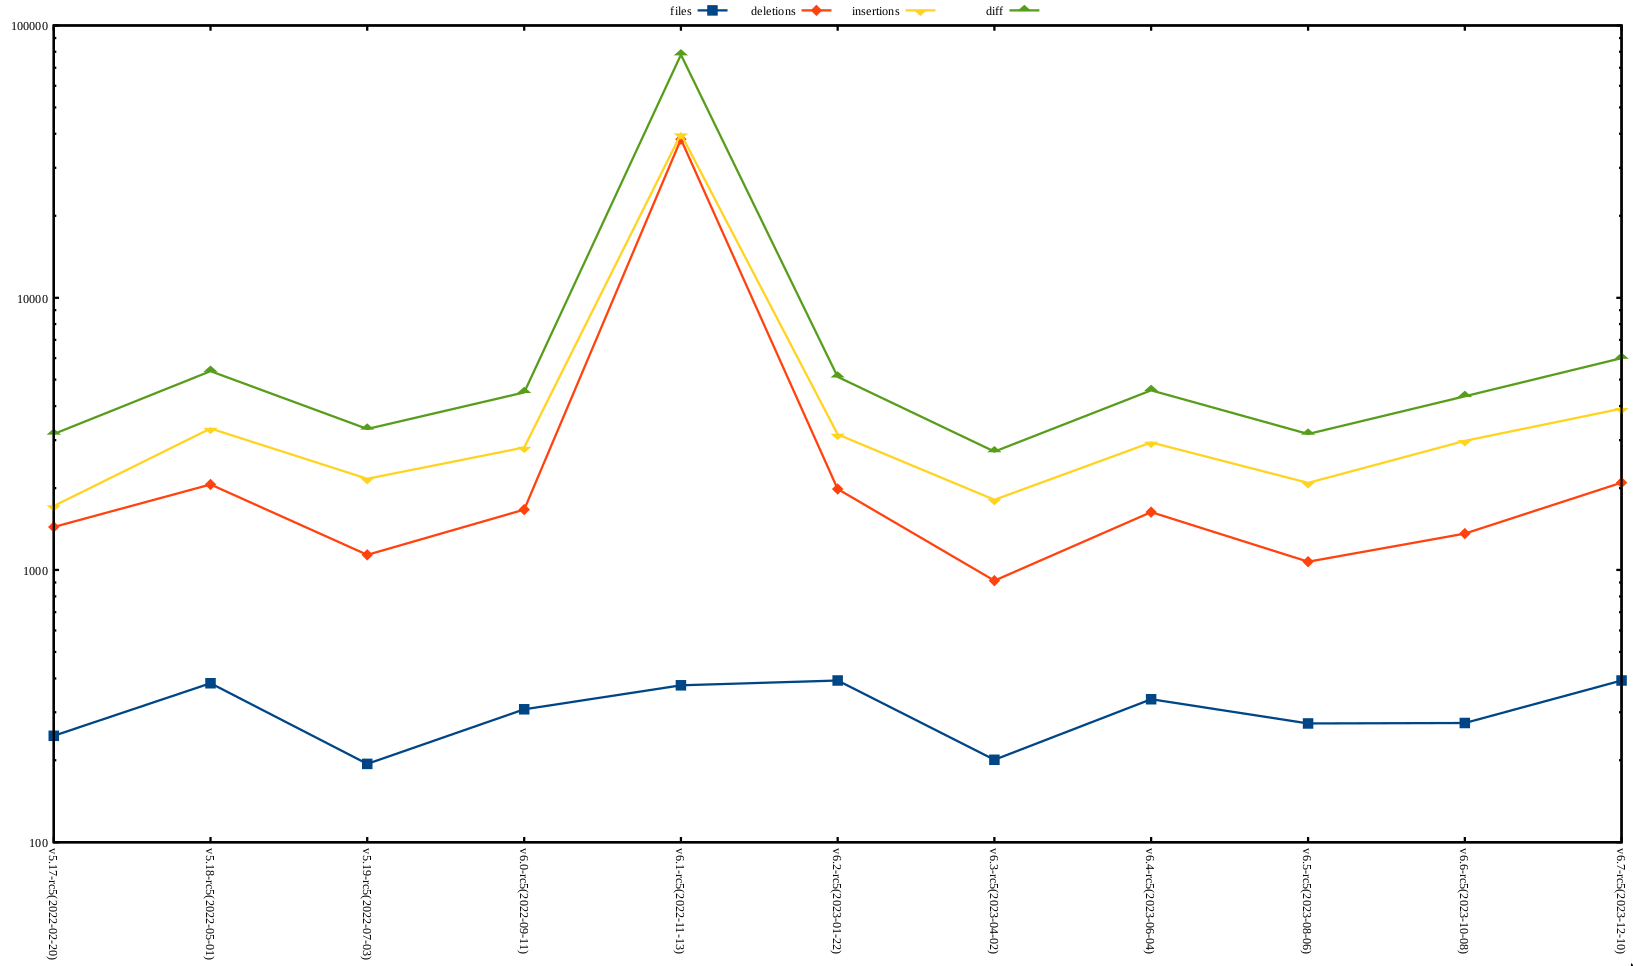 files deletions insertions diff
100000
10000
1000
100
v5.17-rc5(2022-02-20)
v5.18-rc5(2022-05-01)
v5.19-rc5(2022-07-03)
v6.0-rc5(2022-09-11)
v6.1-rc5(2022-11-13)
v6.2-rc5(2023-01-22)
v6.3-rc5(2023-04-02)
v6.4-rc5(2023-06-04)
v6.5-rc5(2023-08-06)
v6.6-rc5(2023-10-08)
v6.7-rc5(2023-12-10)